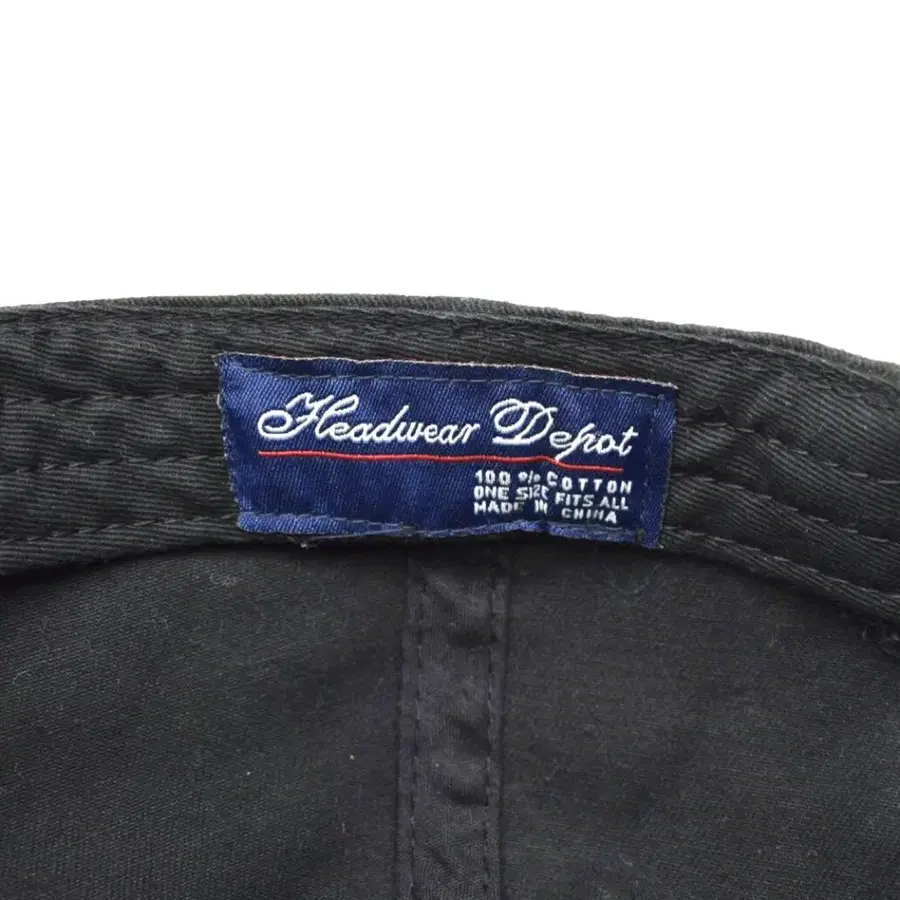 Headwear Depot
100 % COTTON
ONE SIZE FITS ALL
MADE IN CHINA